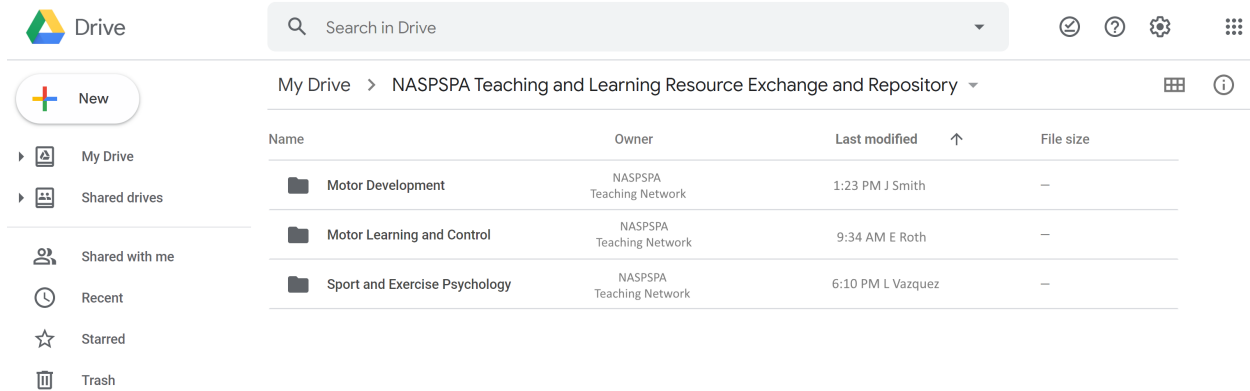 Drive
Search in Drive
New
My Drive
Shared drives
Shared with me
Recent
Starred
Trash
My Drive > NASPSPA Teaching and Learning Resource Exchange and Repository
Name Owner Last modified File size
Motor Development NASPSPA 1:23 PM J Smith –
Teaching Network
Motor Learning and Control NASPSPA 9:34 AM E Roth –
Teaching Network
Sport and Exercise Psychology NASPSPA 6:10 PM L Vazquez –
Teaching Network